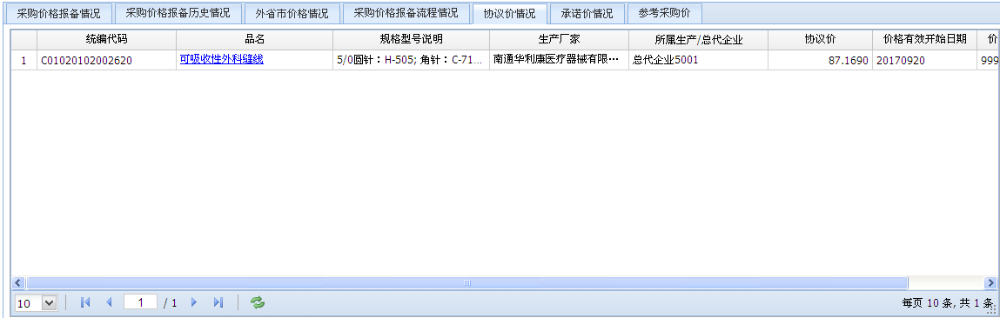 采购价格报备情况 采购价格报备历史情况 外省市价格情况 采购价格报备流程情况 协议价情况 承诺价情况 参考采购价
统编代码 品名 规格型号说明 生产厂家 所属生产/总代企业 协议价 价格有效开始日期 价
1 C01020102002620 可吸收性外科缝线 5/0圆针：H-505; 角针：C-71... 南通华利康医疗器械有限… 总代企业5001 87.1690 20170920 999
10 1 / 1 每页 10 条, 共 1 条